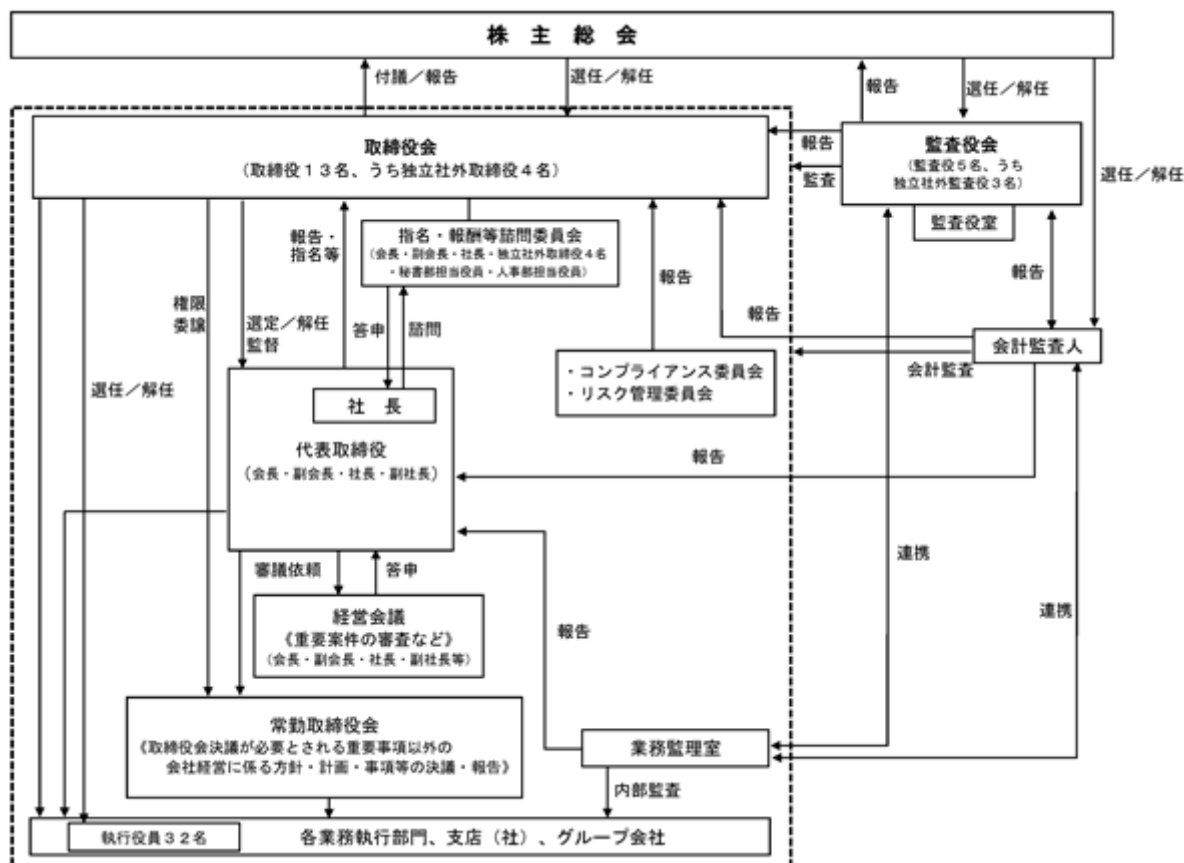 株主総会
付議／報告
選任／解任
報告
選任／解任
取締役会
（取締役１３名、うち独立社外取締役４名）
報告
監査
監査役会
（監査役５名、うち
独立社外監査役３名）
監査役室
選任／解任
報告・
指名等
指名・報酬等諮問委員会
（会長・副会長・社長・独立社外取締役４名
・秘書部担当役員・人事部担当役員）
報告
報告
報告
権限
委譲
選定／解任
監督
答申
諮問
会計監査人
会計監査
・コンプライアンス委員会
・リスク管理委員会
選任／解任
社長
代表取締役
（会長・副会長・社長・副社長）
報告
審議依頼
答申
連携
経営会議
《重要案件の審査など》
（会長・副会長・社長・副社長等）
報告
連携
常勤取締役会
《取締役会決議が必要とされる重要事項以外の
会社経営に係る方針・計画・事項等の決議・報告》
業務監理室
内部監査
執行役員３２名
各業務執行部門、支店（社）、グループ会社